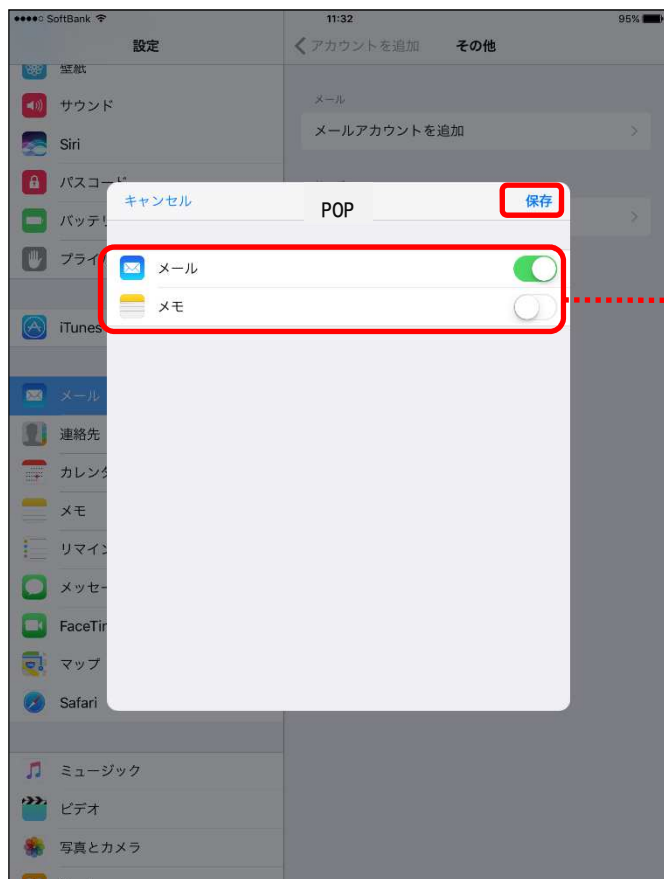 ●●●●○ SoftBank 11:32 95%
設定
アカウントを追加 その他
壁紙
サウンド
Siri
パスコード
バッテリ
プライ
iTunes
メール
連絡先
カレンダ
メモ
リマイン
メッセー
FaceTim
マップ
Safari
ミュージック
ビデオ
写真とカメラ
メール
メールアカウントを追加
キャンセル POP 保存
メール
メモ